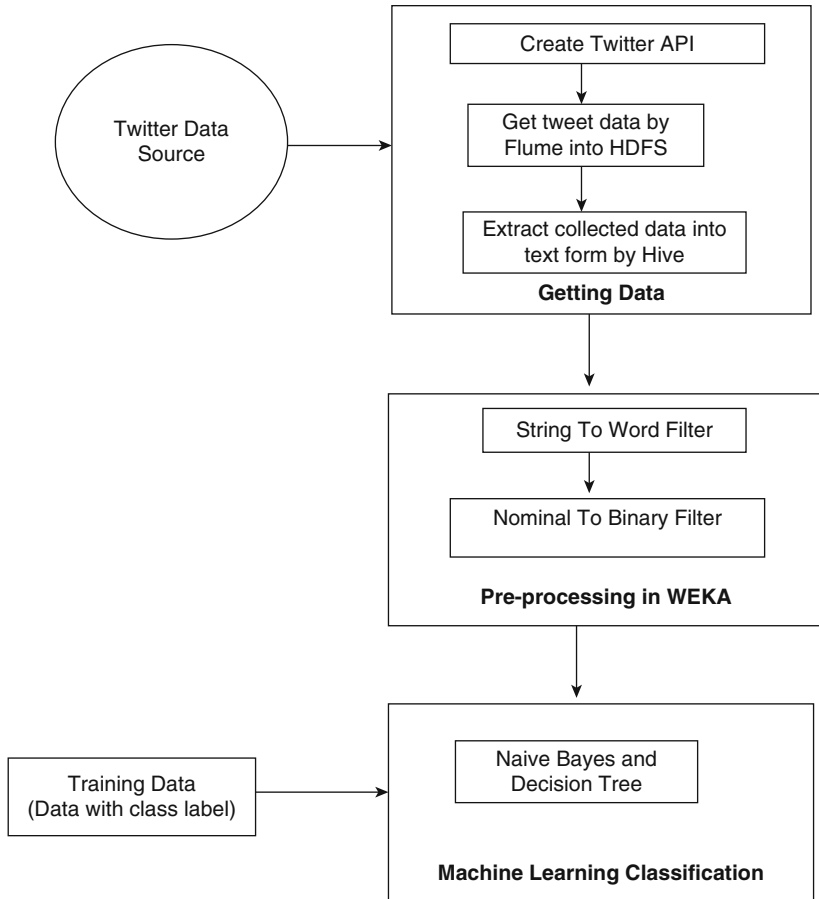 Create Twitter API
Twitter Data
Source
Get tweet data by
Flume into HDFS
Extract collected data into
text form by Hive
Getting Data
String To Word Filter
Nominal To Binary Filter
Pre-processing in WEKA
Naive Bayes and
Decision Tree
Training Data
(Data with class label)
Machine Learning Classification